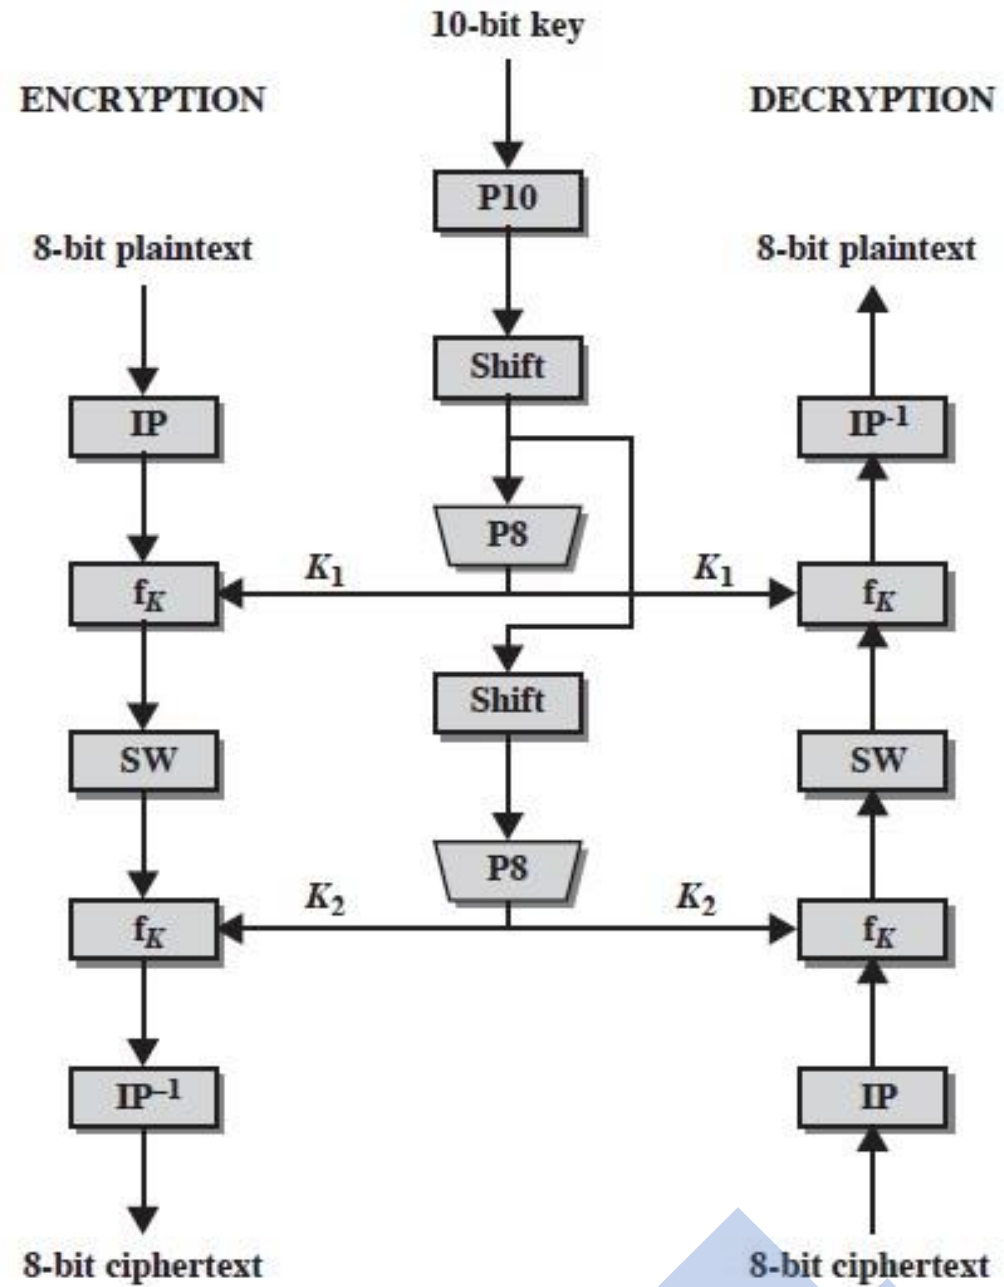 10-bit key
ENCRYPTION
DECRYPTION
P10
8-bit plaintext
8-bit plaintext
Shift
IP
IP-1
P8
K1
K1
fK
fK
Shift
SW
SW
P8
K2
K2
fK
fK
IP–1
IP
8-bit ciphertext
8-bit ciphertext